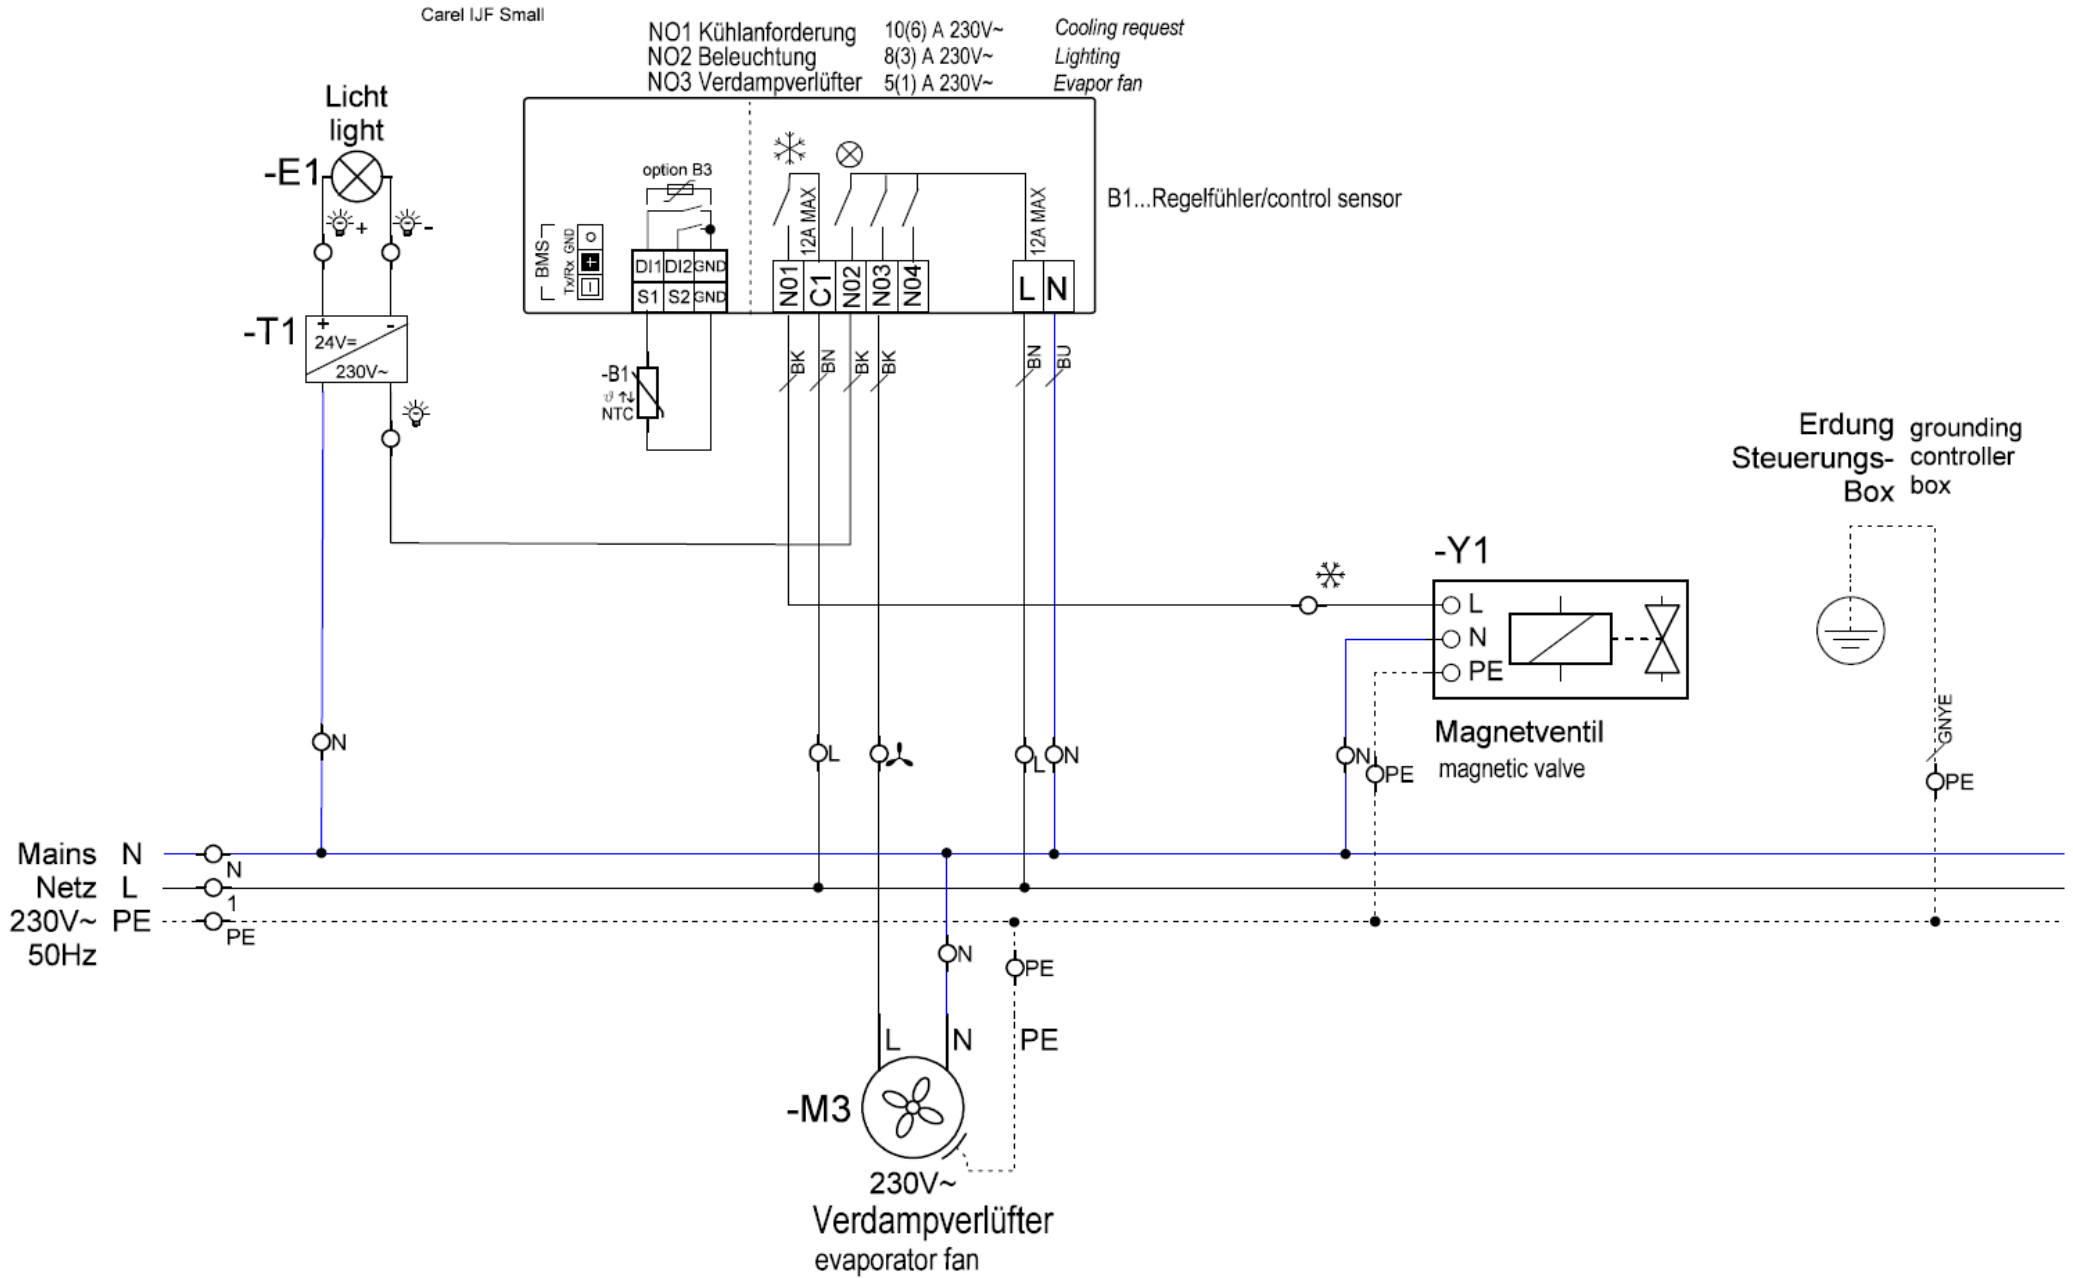 Carel IJF Small
NO1 Kühlanforderung 10(6) A 230V~ Cooling request
NO2 Beleuchtung 8(3) A 230V~ Lighting
NO3 Verdampverlüfter 5(1) A 230V~ Evapor fan
Licht
light
-E1
+ -
-T1
+ -
24V=
230V~
option B3
BMS
Tx/Rx GND
+
-
DI1 DI2 GND
S1 S2 GND
12A MAX
12A MAX
N01 C1 N02 N03 N04
L N
B1...Regelfühler/control sensor
-B1
ϑ ↑↓
NTC
BK BN BK BK
BN BU
Erdung grounding
Steuerungs- controller
Box box
-Y1
L
N
PE
Magnetventil
magnetic valve
GNYE
N
L
L N
N
PE
PE
Mains N
N
Netz L
1
230V~ PE
PE
50Hz
N
PE
L N PE
-M3
230V~
Verdampverlüfter
evaporator fan